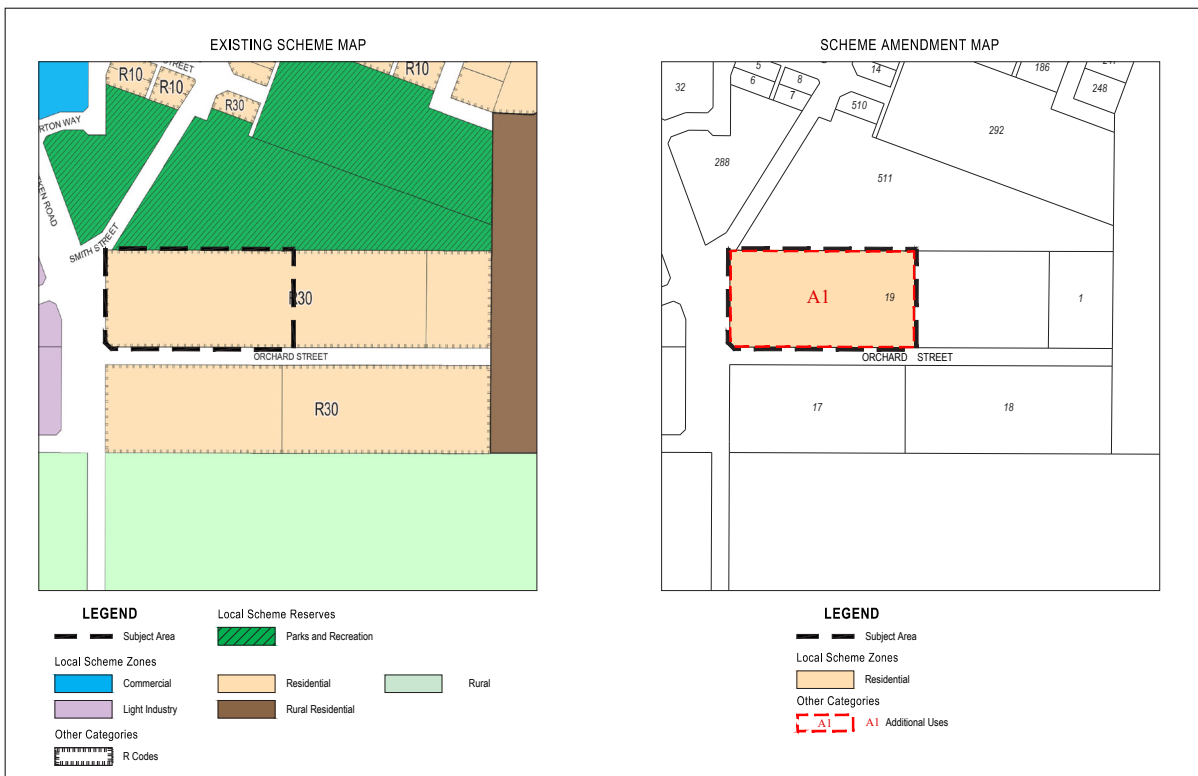 EXISTING SCHEME MAP
SCHEME AMENDMENT MAP
R10
STREET
R10
R10
R30
RTON WAY
KEN ROAD
SMITH STREET
R30
ORCHARD STREET
R30
5
6
8
7
14
32
510
186
248
292
288
511
A1
19
1
ORCHARD STREET
17
18
LEGEND
Subject Area
Local Scheme Zones
Commercial
Light Industry
Other Categories
R Codes
Local Scheme Reserves
Parks and Recreation
Residential
Rural Residential
Rural
LEGEND
Subject Area
Local Scheme Zones
Residential
Other Categories
A1 A1 Additional Uses